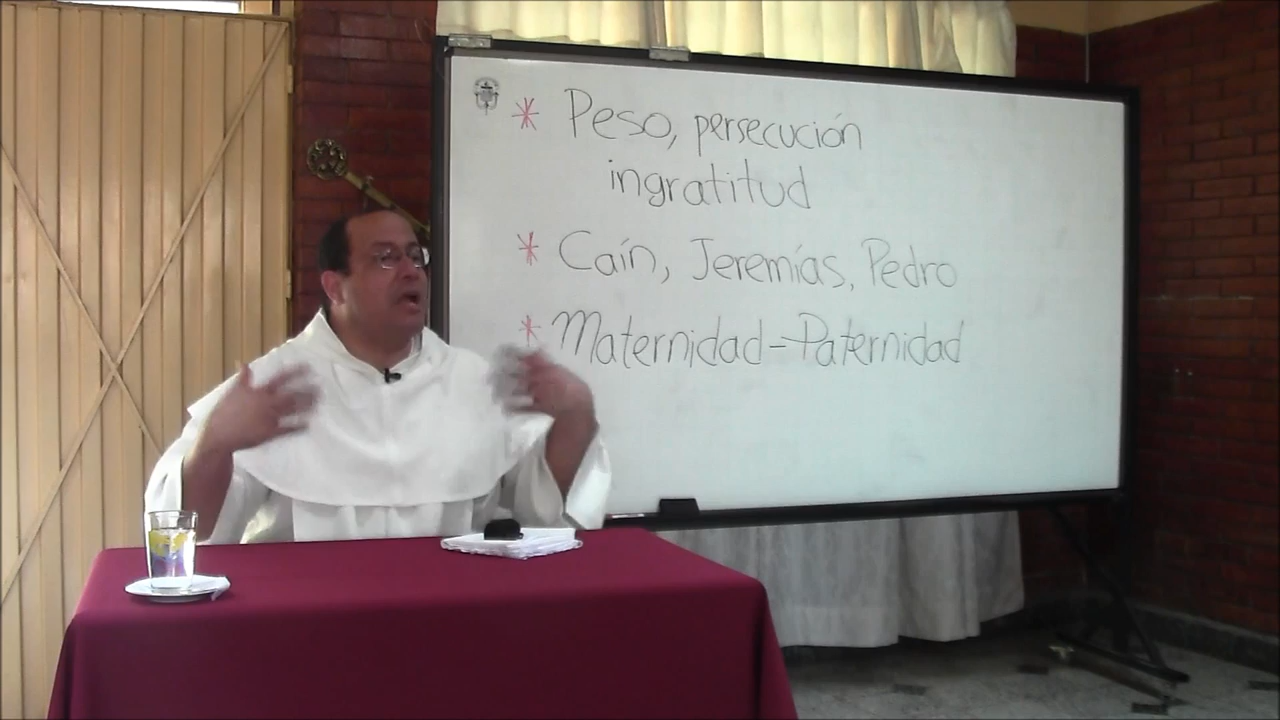 * Peso, persecución
ingratitud
* Caín, Jeremías, Pedro
* Maternidad-Paternidad